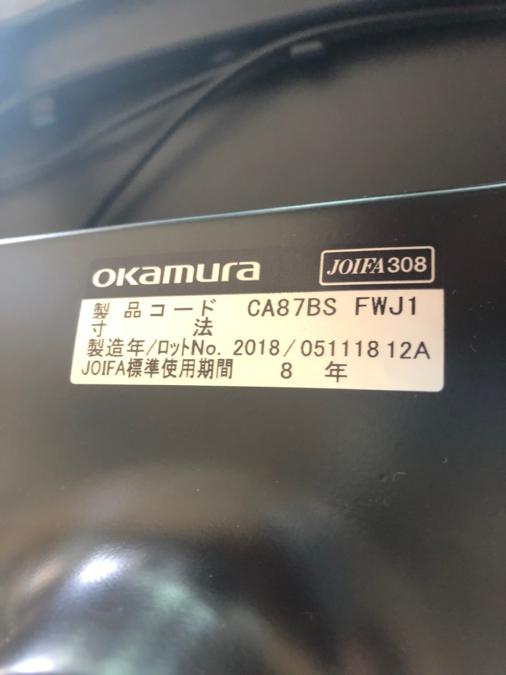 okamura
JOIFA308
製品コード CA87BS FWJ1
寸法
製造年/ロットNo. 2018/05111812A
JOIFA標準使用期間 8年